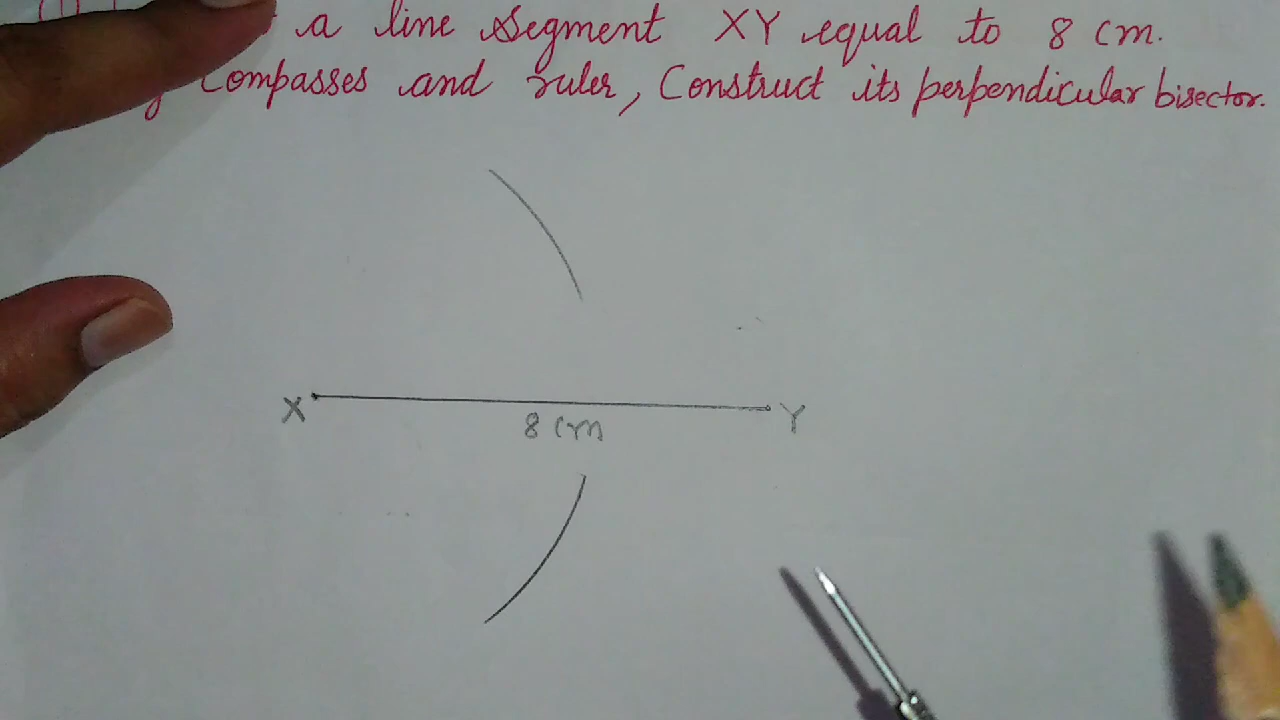 a line segment XY equal to 8 cm.
Compasses and ruler, Construct its perpendicular bisector.
X
Y
8 cm